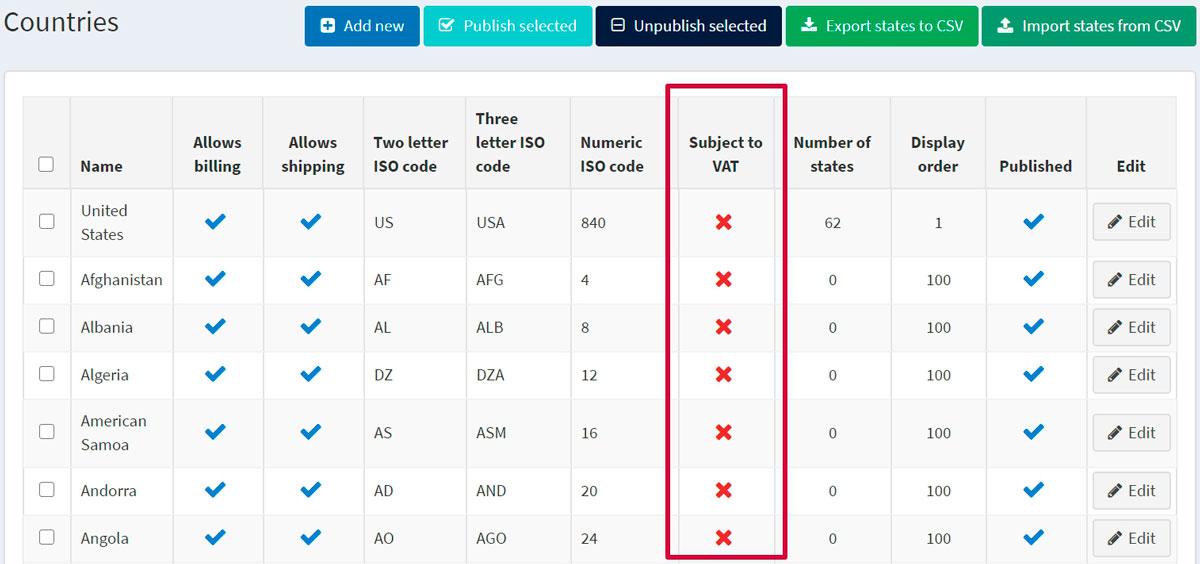 Countries
Add new
Publish selected
Unpublish selected
Export states to CSV
Import states from CSV
Name
Allows
billing
Allows
shipping
Two letter
ISO code
Three
letter ISO
code
Numeric
ISO code
Subject to
VAT
Number of
states
Display
order
Published
Edit
United
States
US
USA
840
62
1
Edit
Afghanistan
AF
AFG
4
0
100
Edit
Albania
AL
ALB
8
0
100
Edit
Algeria
DZ
DZA
12
0
100
Edit
American
Samoa
AS
ASM
16
0
100
Edit
Andorra
AD
AND
20
0
100
Edit
Angola
AO
AGO
24
0
100
Edit